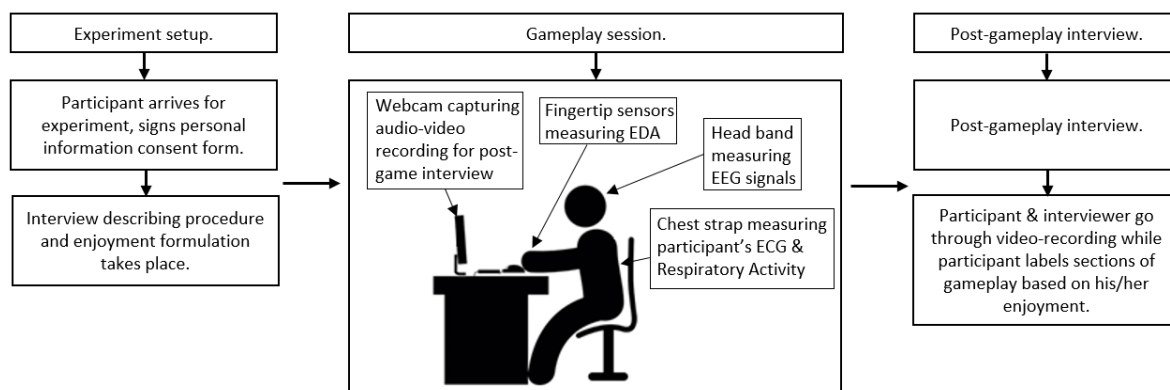 Experiment setup.
Participant arrives for
experiment, signs personal
information consent form.
Interview describing procedure
and enjoyment formulation
takes place.
Gameplay session.
Webcam capturing
audio-video
recording for post-
game interview
Fingertip sensors
measuring EDA
Head band
measuring
EEG signals
Chest strap measuring
participant's ECG &
Respiratory Activity
Post-gameplay interview.
Post-gameplay interview.
Participant & interviewer go
through video-recording while
participant labels sections of
gameplay based on his/her
enjoyment.